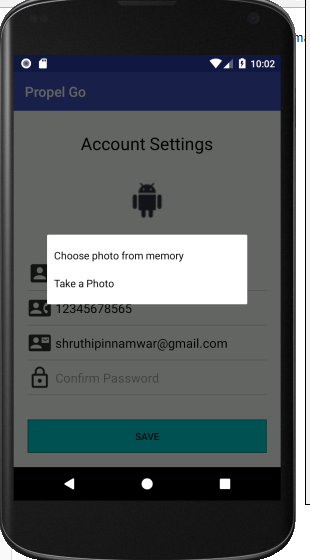 10:02
Propel Go
Account Settings
Choose photo from memory
Take a Photo
12345678565
shruthipinnamwar@gmail.com
Confirm Password
SAVE